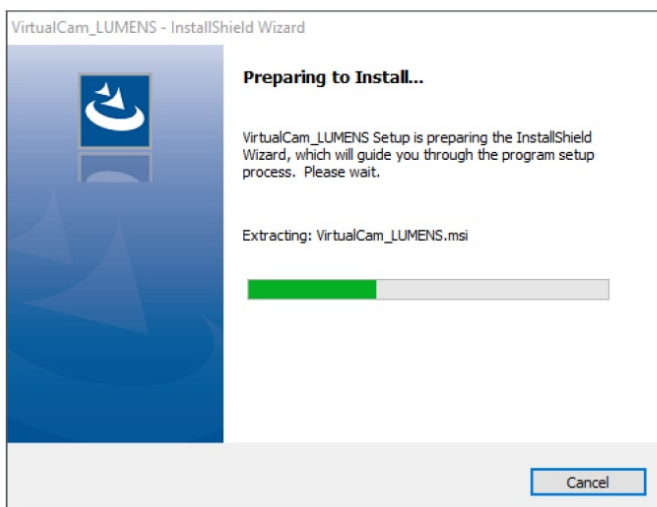 VirtualCam_LUMENS - InstallShield Wizard
Preparing to Install...
VirtualCam_LUMENS Setup is preparing the InstallShield
Wizard, which will guide you through the program setup
process. Please wait.
Extracting: VirtualCam_LUMENS.msi
Cancel